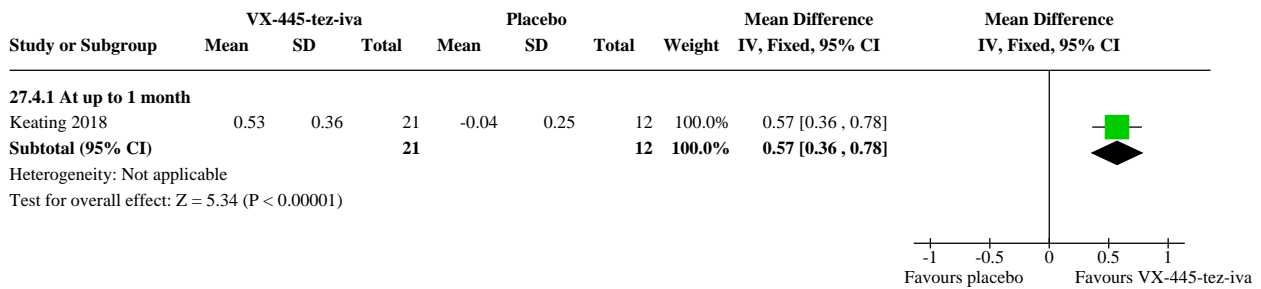 VX-445-tez-iva Placebo Mean Difference Mean Difference
Study or Subgroup Mean SD Total Mean SD Total Weight IV, Fixed, 95% CI IV, Fixed, 95% CI
27.4.1 At up to 1 month
Keating 2018 0.53 0.36 21 -0.04 0.25 12 100.0% 0.57 [0.36 , 0.78]
Subtotal (95% CI) 21 12 100.0% 0.57 [0.36 , 0.78]
Heterogeneity: Not applicable
Test for overall effect: Z = 5.34 (P < 0.00001)
-1 -0.5 0 0.5 1
Favours placebo Favours VX-445-tez-iva